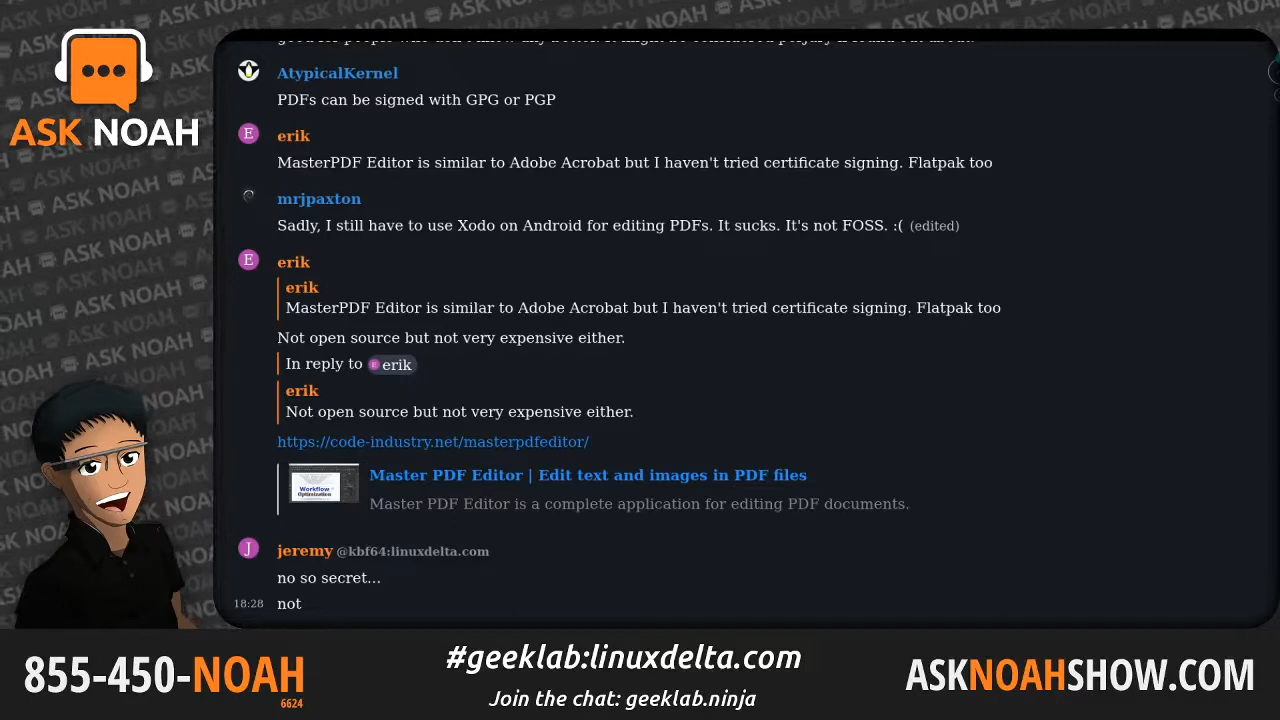 ASK NOAH
AtypicalKernel
PDFs can be signed with GPG or PGP
E erik
MasterPDF Editor is similar to Adobe Acrobat but I haven't tried certificate signing. Flatpak too
mrjpaxton
Sadly, I still have to use Xodo on Android for editing PDFs. It sucks. It's not FOSS. :( (edited)
E erik
erik
MasterPDF Editor is similar to Adobe Acrobat but I haven't tried certificate signing. Flatpak too
Not open source but not very expensive either.
In reply to E erik
erik
Not open source but not very expensive either.
https://code-industry.net/masterpdfeditor/
Workflow
Optimization
Master PDF Editor | Edit text and images in PDF files
Master PDF Editor is a complete application for editing PDF documents.
J jeremy @kbf64:linuxdelta.com
no so secret...
18:28 not
855-450-NOAH
6624
#geeklab:linuxdelta.com
Join the chat: geeklab.ninja
ASKNOAHSHOW.COM